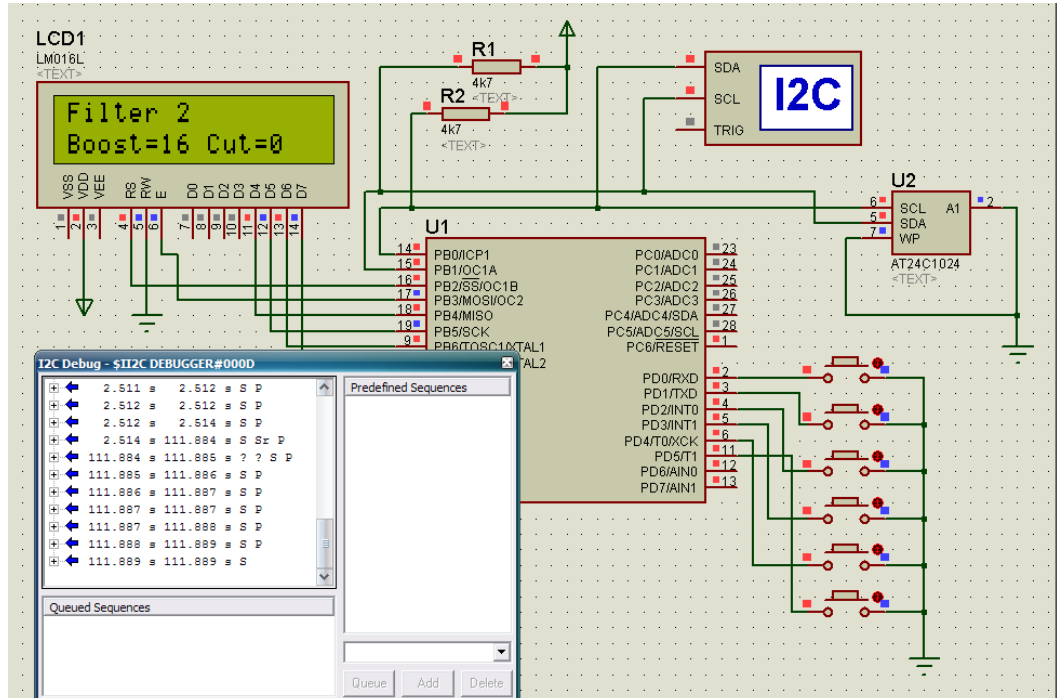 LCD1
LM016L
<TEXT>
Filter 2
Boost=16 Cut=0
VSS
VDD
VEE
RS
RW
E
D0
D1
D2
D3
D4
D5
D6
D7
1
2
3
4
5
6
7
8
9
10
11
12
13
14
R1
4k7
<TEXT>
R2
4k7
<TEXT>
SDA
SCL
TRIG
I2C
<TEXT>
U2
6
5
7
SCL
SDA
WP
A1
2
AT24C1024
<TEXT>
U1
14 PB0/ICP1
15 PB1/OC1A
16 PB2/SS/OC1B
17 PB3/MOSI/OC2
18 PB4/MISO
19 PB5/SCK
9 PB6/TOSC1/XTAL1
TAL2
PC0/ADC0 23
PC1/ADC1 24
PC2/ADC2 25
PC3/ADC3 26
PC4/ADC4/SDA 27
PC5/ADC5/SCL 28
PC6/RESET 1
PD0/RXD 2
PD1/TXD 3
PD2/INT0 4
PD3/INT1 5
PD4/T0/XCK 6
PD5/T1 11
PD6/AIN0 12
PD7/AIN1 13
I2C Debug - $II2C DEBUGGER#000D
2.511 s 2.512 s S P
2.512 s 2.512 s S P
2.512 s 2.514 s S P
2.514 s 111.884 s S Sr P
111.884 s 111.885 s ? ? S P
111.885 s 111.886 s S P
111.886 s 111.887 s S P
111.887 s 111.887 s S P
111.887 s 111.888 s S P
111.888 s 111.889 s S P
111.889 s 111.889 s S
Predefined Sequences
Queued Sequences
Queue
Add
Delete